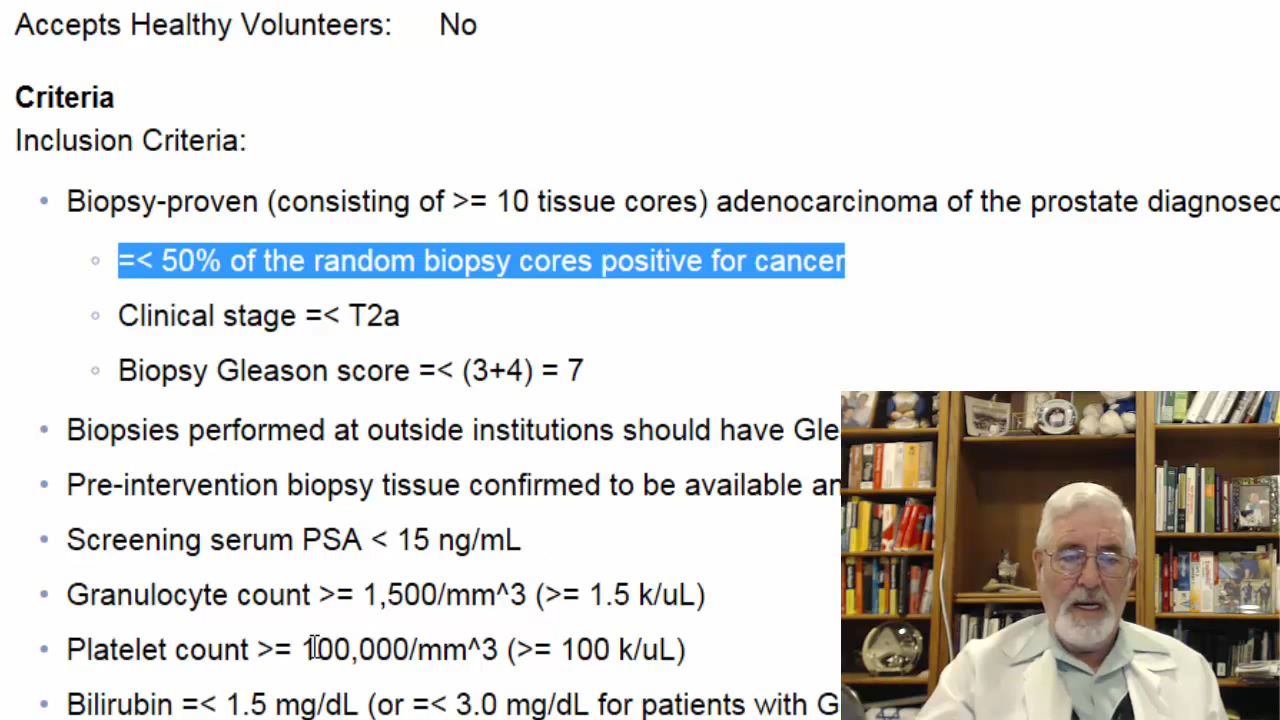 Accepts Healthy Volunteers: No
Criteria
Inclusion Criteria:
Biopsy-proven (consisting of >= 10 tissue cores) adenocarcinoma of the prostate diagnosed
=< 50% of the random biopsy cores positive for cancer
Clinical stage =< T2a
Biopsy Gleason score =< (3+4) = 7
Biopsies performed at outside institutions should have Gle
Pre-intervention biopsy tissue confirmed to be available an
Screening serum PSA < 15 ng/mL
Granulocyte count >= 1,500/mm^3 (>= 1.5 k/uL)
Platelet count >= 100,000/mm^3 (>= 100 k/uL)
Bilirubin =< 1.5 mg/dL (or =< 3.0 mg/dL for patients with G